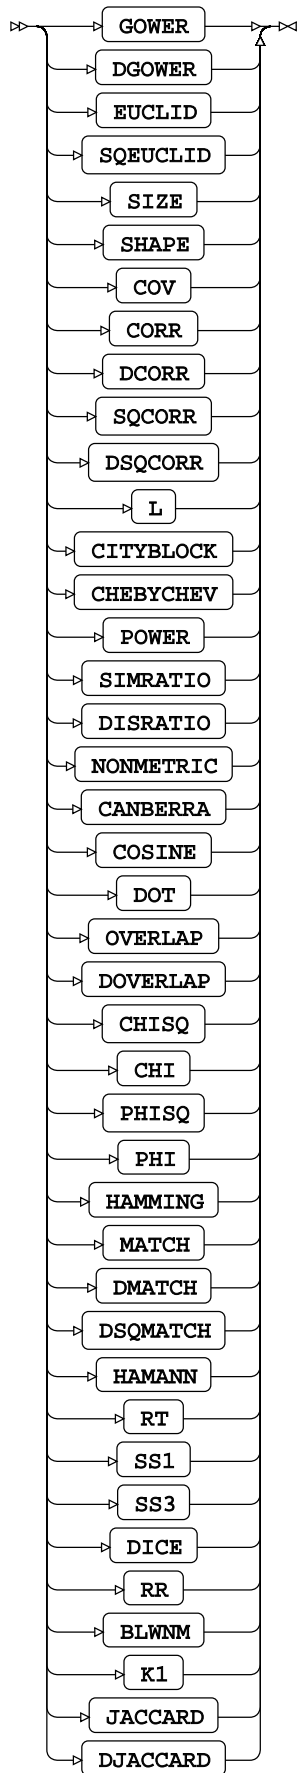 GOWER
DGOWER
EUCLID
SQEUCLID
SIZE
SHAPE
COV
CORR
DCORR
SQCORR
DSQCORR
L
CITYBLOCK
CHEBYCHEV
POWER
SIMRATIO
DISRATIO
NONMETRIC
CANBERRA
COSINE
DOT
OVERLAP
DOVERLAP
CHISQ
CHI
PHISQ
PHI
HAMMING
MATCH
DMATCH
DSQMATCH
HAMANN
RT
SS1
SS3
DICE
RR
BLWNM
K1
JACCARD
DJACCARD